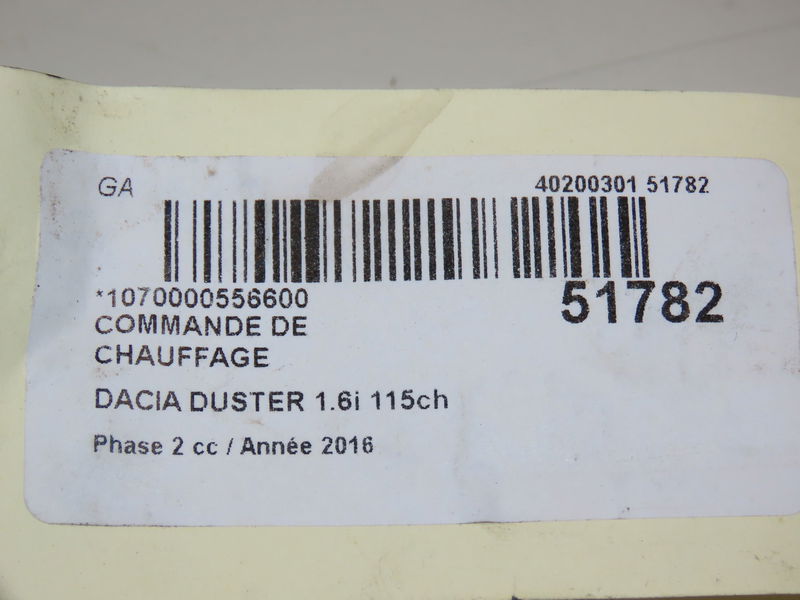 GA
40200301 51782
*1070000556600
51782
COMMANDE DE
CHAUFFAGE
DACIA DUSTER 1.6i 115ch
Phase 2 cc / Année 2016